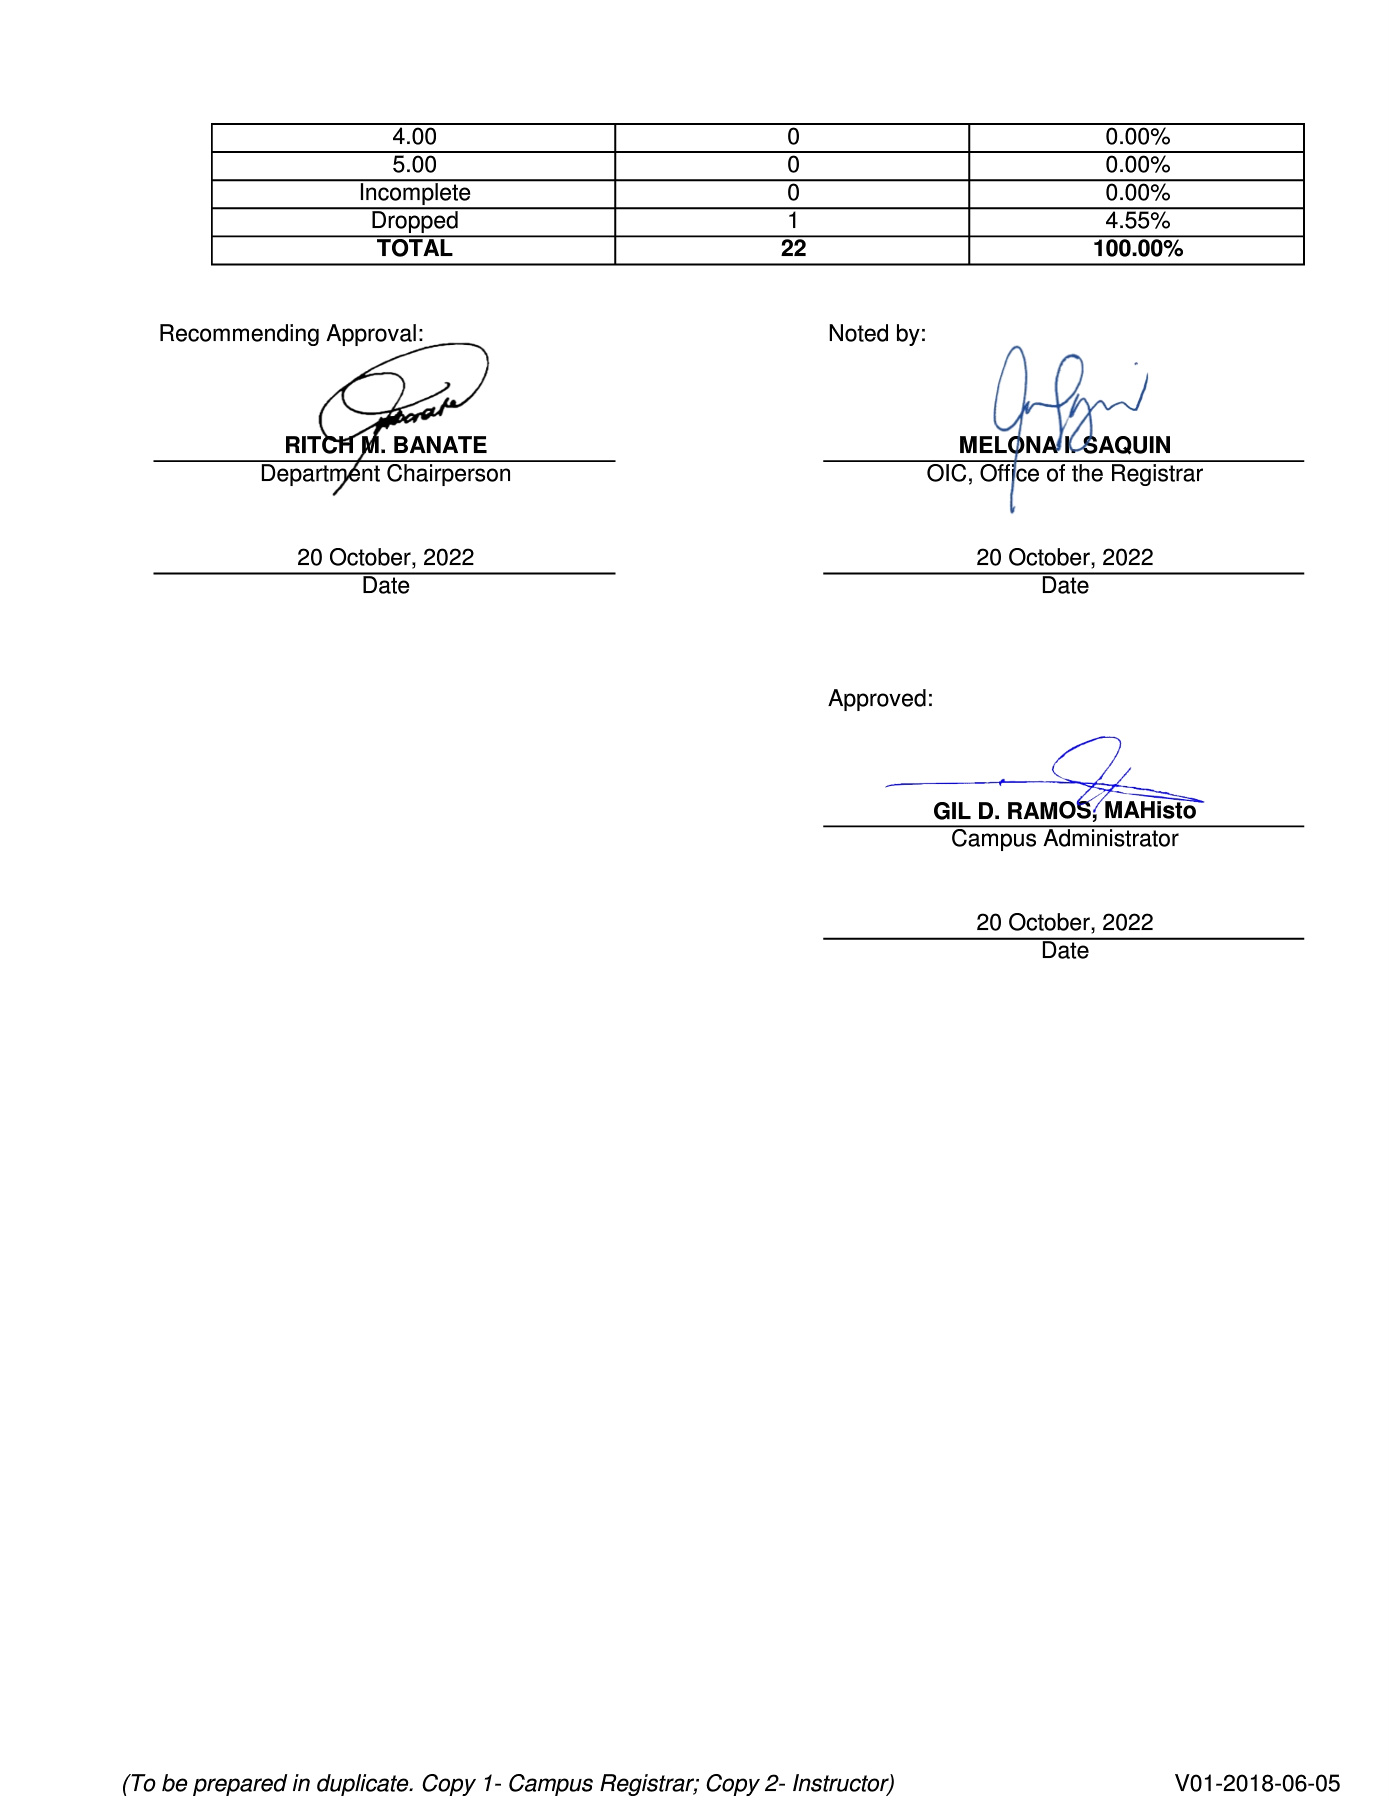 4.00 0 0.00%
5.00 0 0.00%
Incomplete 0 0.00%
Dropped 1 4.55%
TOTAL 22 100.00%
Recommending Approval: Noted by:
RITCH M. BANATE MELONA I. SAQUIN
Department Chairperson OIC, Office of the Registrar
20 October, 2022 20 October, 2022
Date Date
Approved:
GIL D. RAMOS, MAHisto
Campus Administrator
20 October, 2022
Date
(To be prepared in duplicate. Copy 1- Campus Registrar; Copy 2- Instructor) V01-2018-06-05